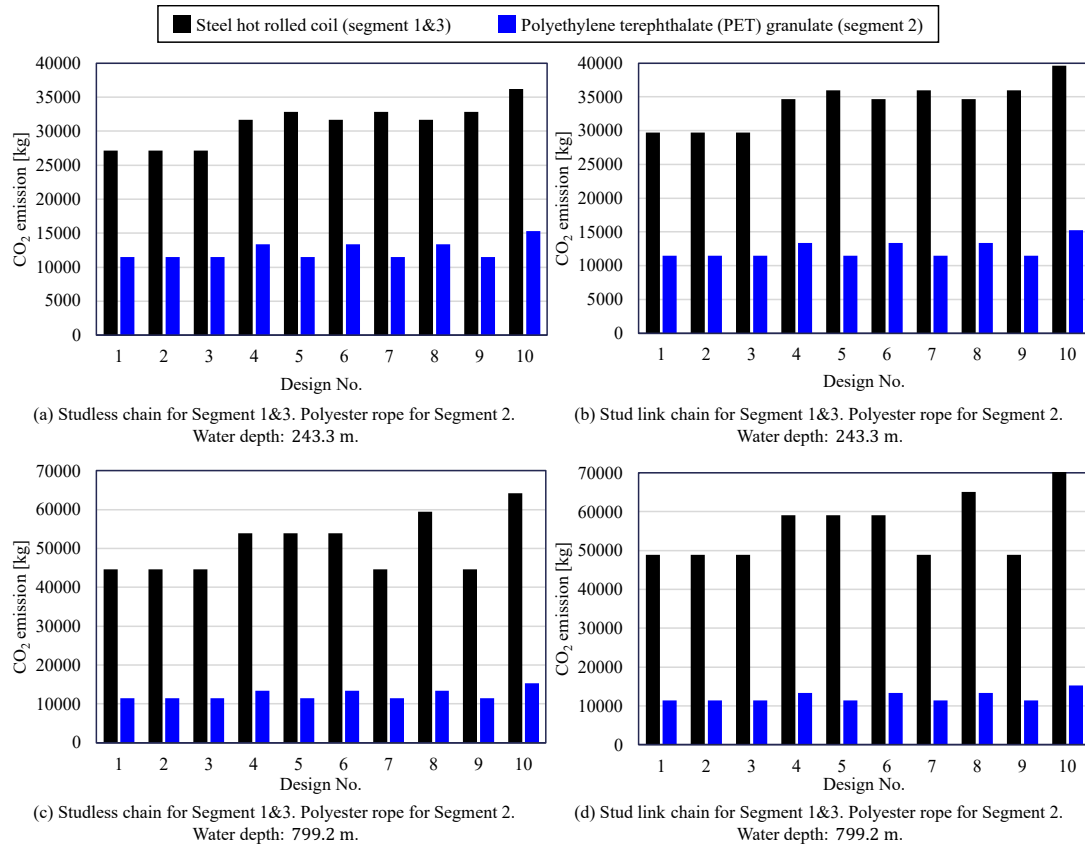 Steel hot rolled coil (segment 1&3) Polyethylene terephthalate (PET) granulate (segment 2)
CO2 emission [kg]
40000
35000
30000
25000
20000
15000
10000
5000
0
1 2 3 4 5 6 7 8 9 10
Design No.
(a) Studless chain for Segment 1&3. Polyester rope for Segment 2.
Water depth: 243.3 m.
CO2 emission [kg]
40000
35000
30000
25000
20000
15000
10000
5000
0
1 2 3 4 5 6 7 8 9 10
Design No.
(b) Stud link chain for Segment 1&3. Polyester rope for Segment 2.
Water depth: 243.3 m.
CO2 emission [kg]
70000
60000
50000
40000
30000
20000
10000
0
1 2 3 4 5 6 7 8 9 10
Design No.
(c) Studless chain for Segment 1&3. Polyester rope for Segment 2.
Water depth: 799.2 m.
CO2 emission [kg]
70000
60000
50000
40000
30000
20000
10000
0
1 2 3 4 5 6 7 8 9 10
Design No.
(d) Stud link chain for Segment 1&3. Polyester rope for Segment 2.
Water depth: 799.2 m.